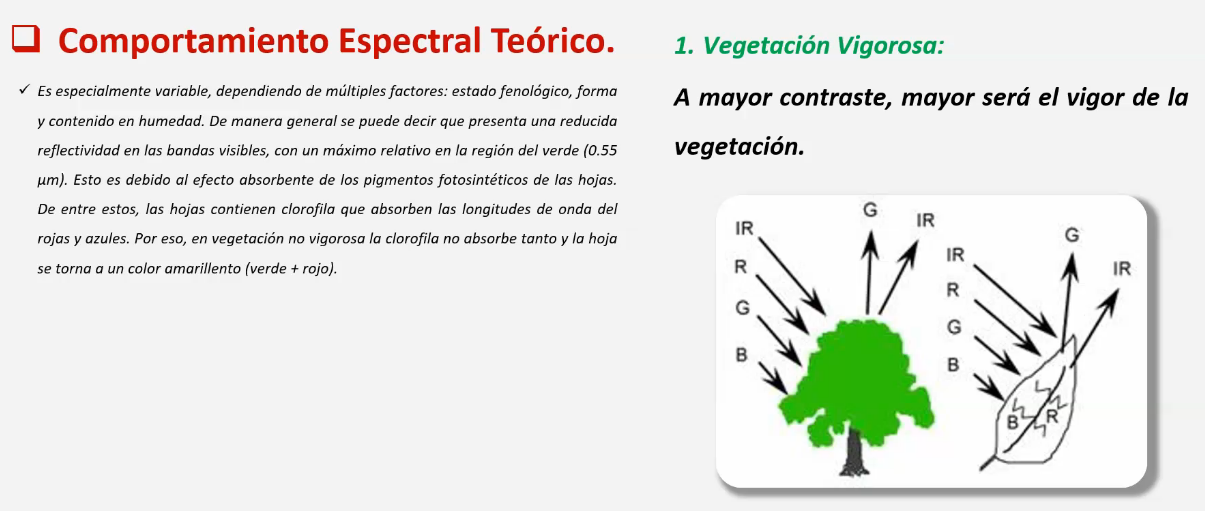 ❑ Comportamiento Espectral Teórico.
✓ Es especialmente variable, dependiendo de múltiples factores: estado fenológico, forma
y contenido en humedad. De manera general se puede decir que presenta una reducida
reflectividad en las bandas visibles, con un máximo relativo en la región del verde (0.55
µm). Esto es debido al efecto absorbente de los pigmentos fotosintéticos de las hojas.
De entre estos, las hojas contienen clorofila que absorben las longitudes de onda del
rojas y azules. Por eso, en vegetación no vigorosa la clorofila no absorbe tanto y la hoja
se torna a un color amarillento (verde + rojo).
1. Vegetación Vigorosa:
A mayor contraste, mayor será el vigor de la
vegetación.
IR
R
G
B
G
IR
IR
R
G
B
G
IR
B
R